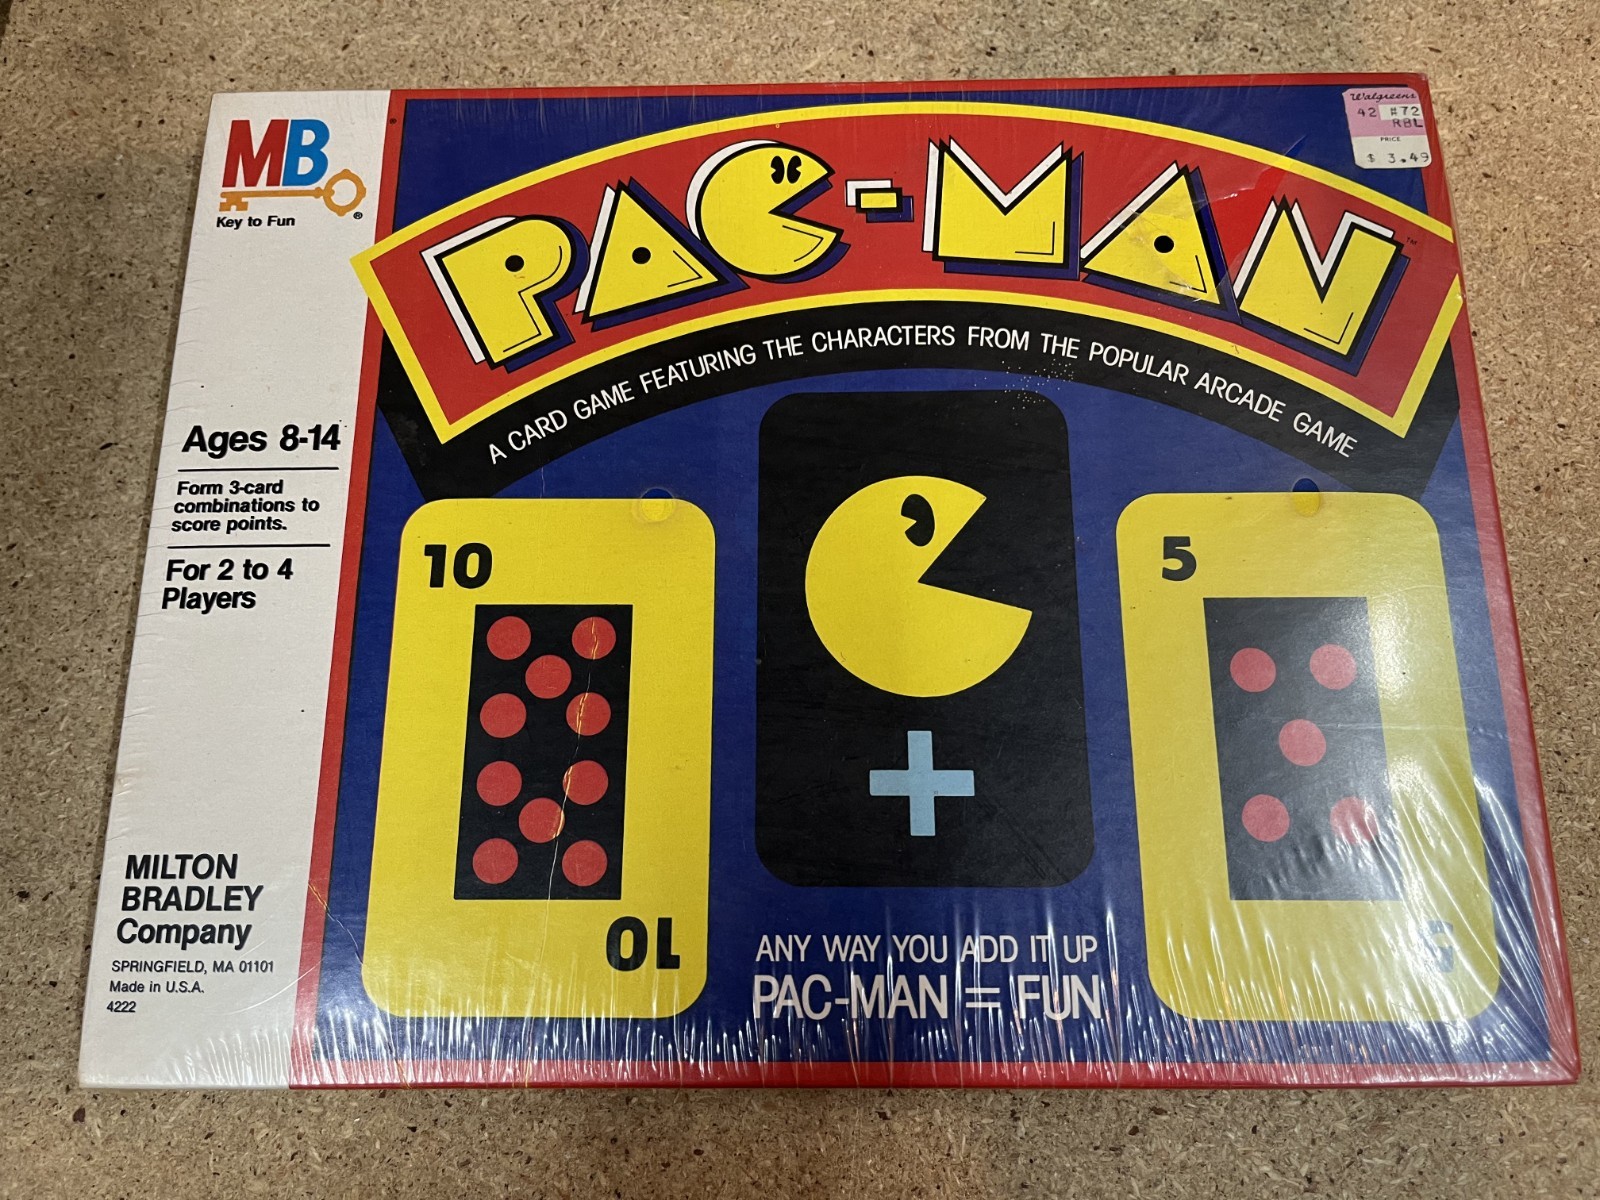 MB
Key to Fun
®
Ages 8-14
Form 3-card
combinations to
score points.
For 2 to 4
Players
MILTON
BRADLEY
Company
SPRINGFIELD, MA 01101
Made in U.S.A.
4222
Walgreens
42 #72
RBL
PRICE
$ 3.49
PAC-MAN
TM
A CARD GAME FEATURING THE CHARACTERS FROM THE POPULAR ARCADE GAME
10
10
+
5
5
ANY WAY YOU ADD IT UP
PAC-MAN = FUN